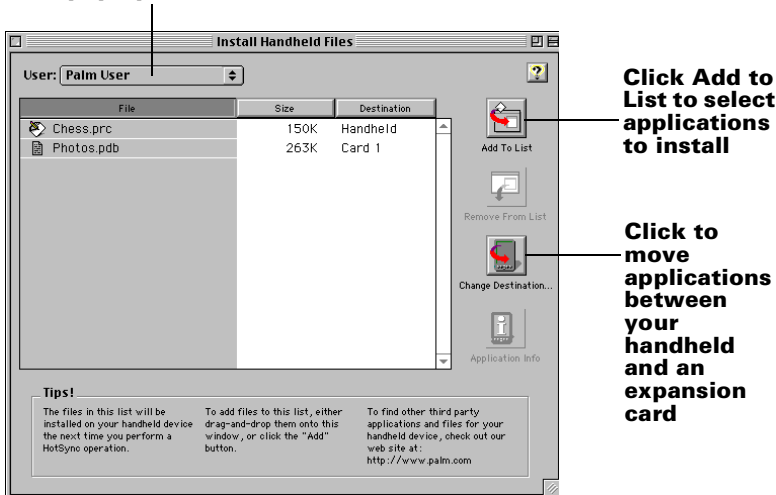 Install Handheld Files
User: Palm User
File Size Destination
Chess.prc 150K Handheld
Photos.pdb 263K Card 1
Add To List
Remove From List
Change Destination...
Application Info
Click Add to
List to select
applications
to install
Click to
move
applications
between
your
handheld
and an
expansion
card
Tips!
The files in this list will be
installed on your handheld device
the next time you perform a
HotSync operation.
To add files to this list, either
drag-and-drop them onto this
window, or click the "Add"
button.
To find other third party
applications and files for your
handheld device, check out our
web site at:
http://www.palm.com